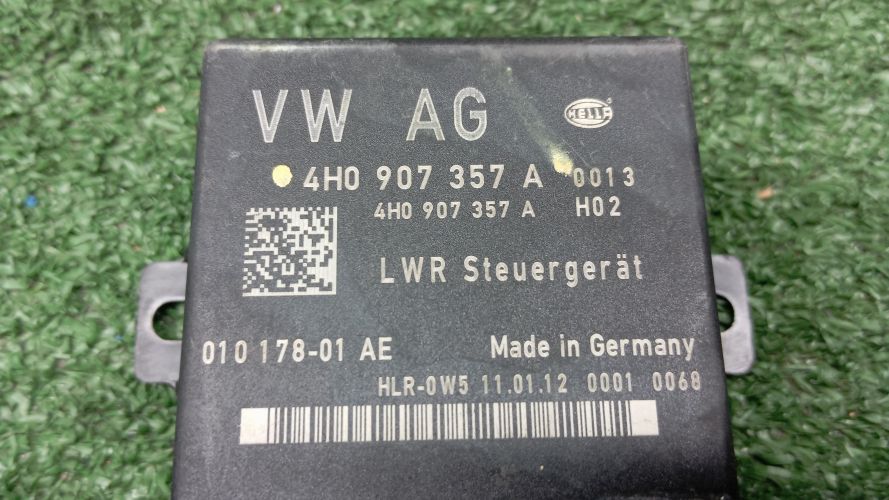 VW AG HELLA
4H0 907 357 A 0013
4H0 907 357 A H02
LWR Steuergerät
010 178-01 AE Made in Germany
HLR-0W5 11.01.12 0001 0068